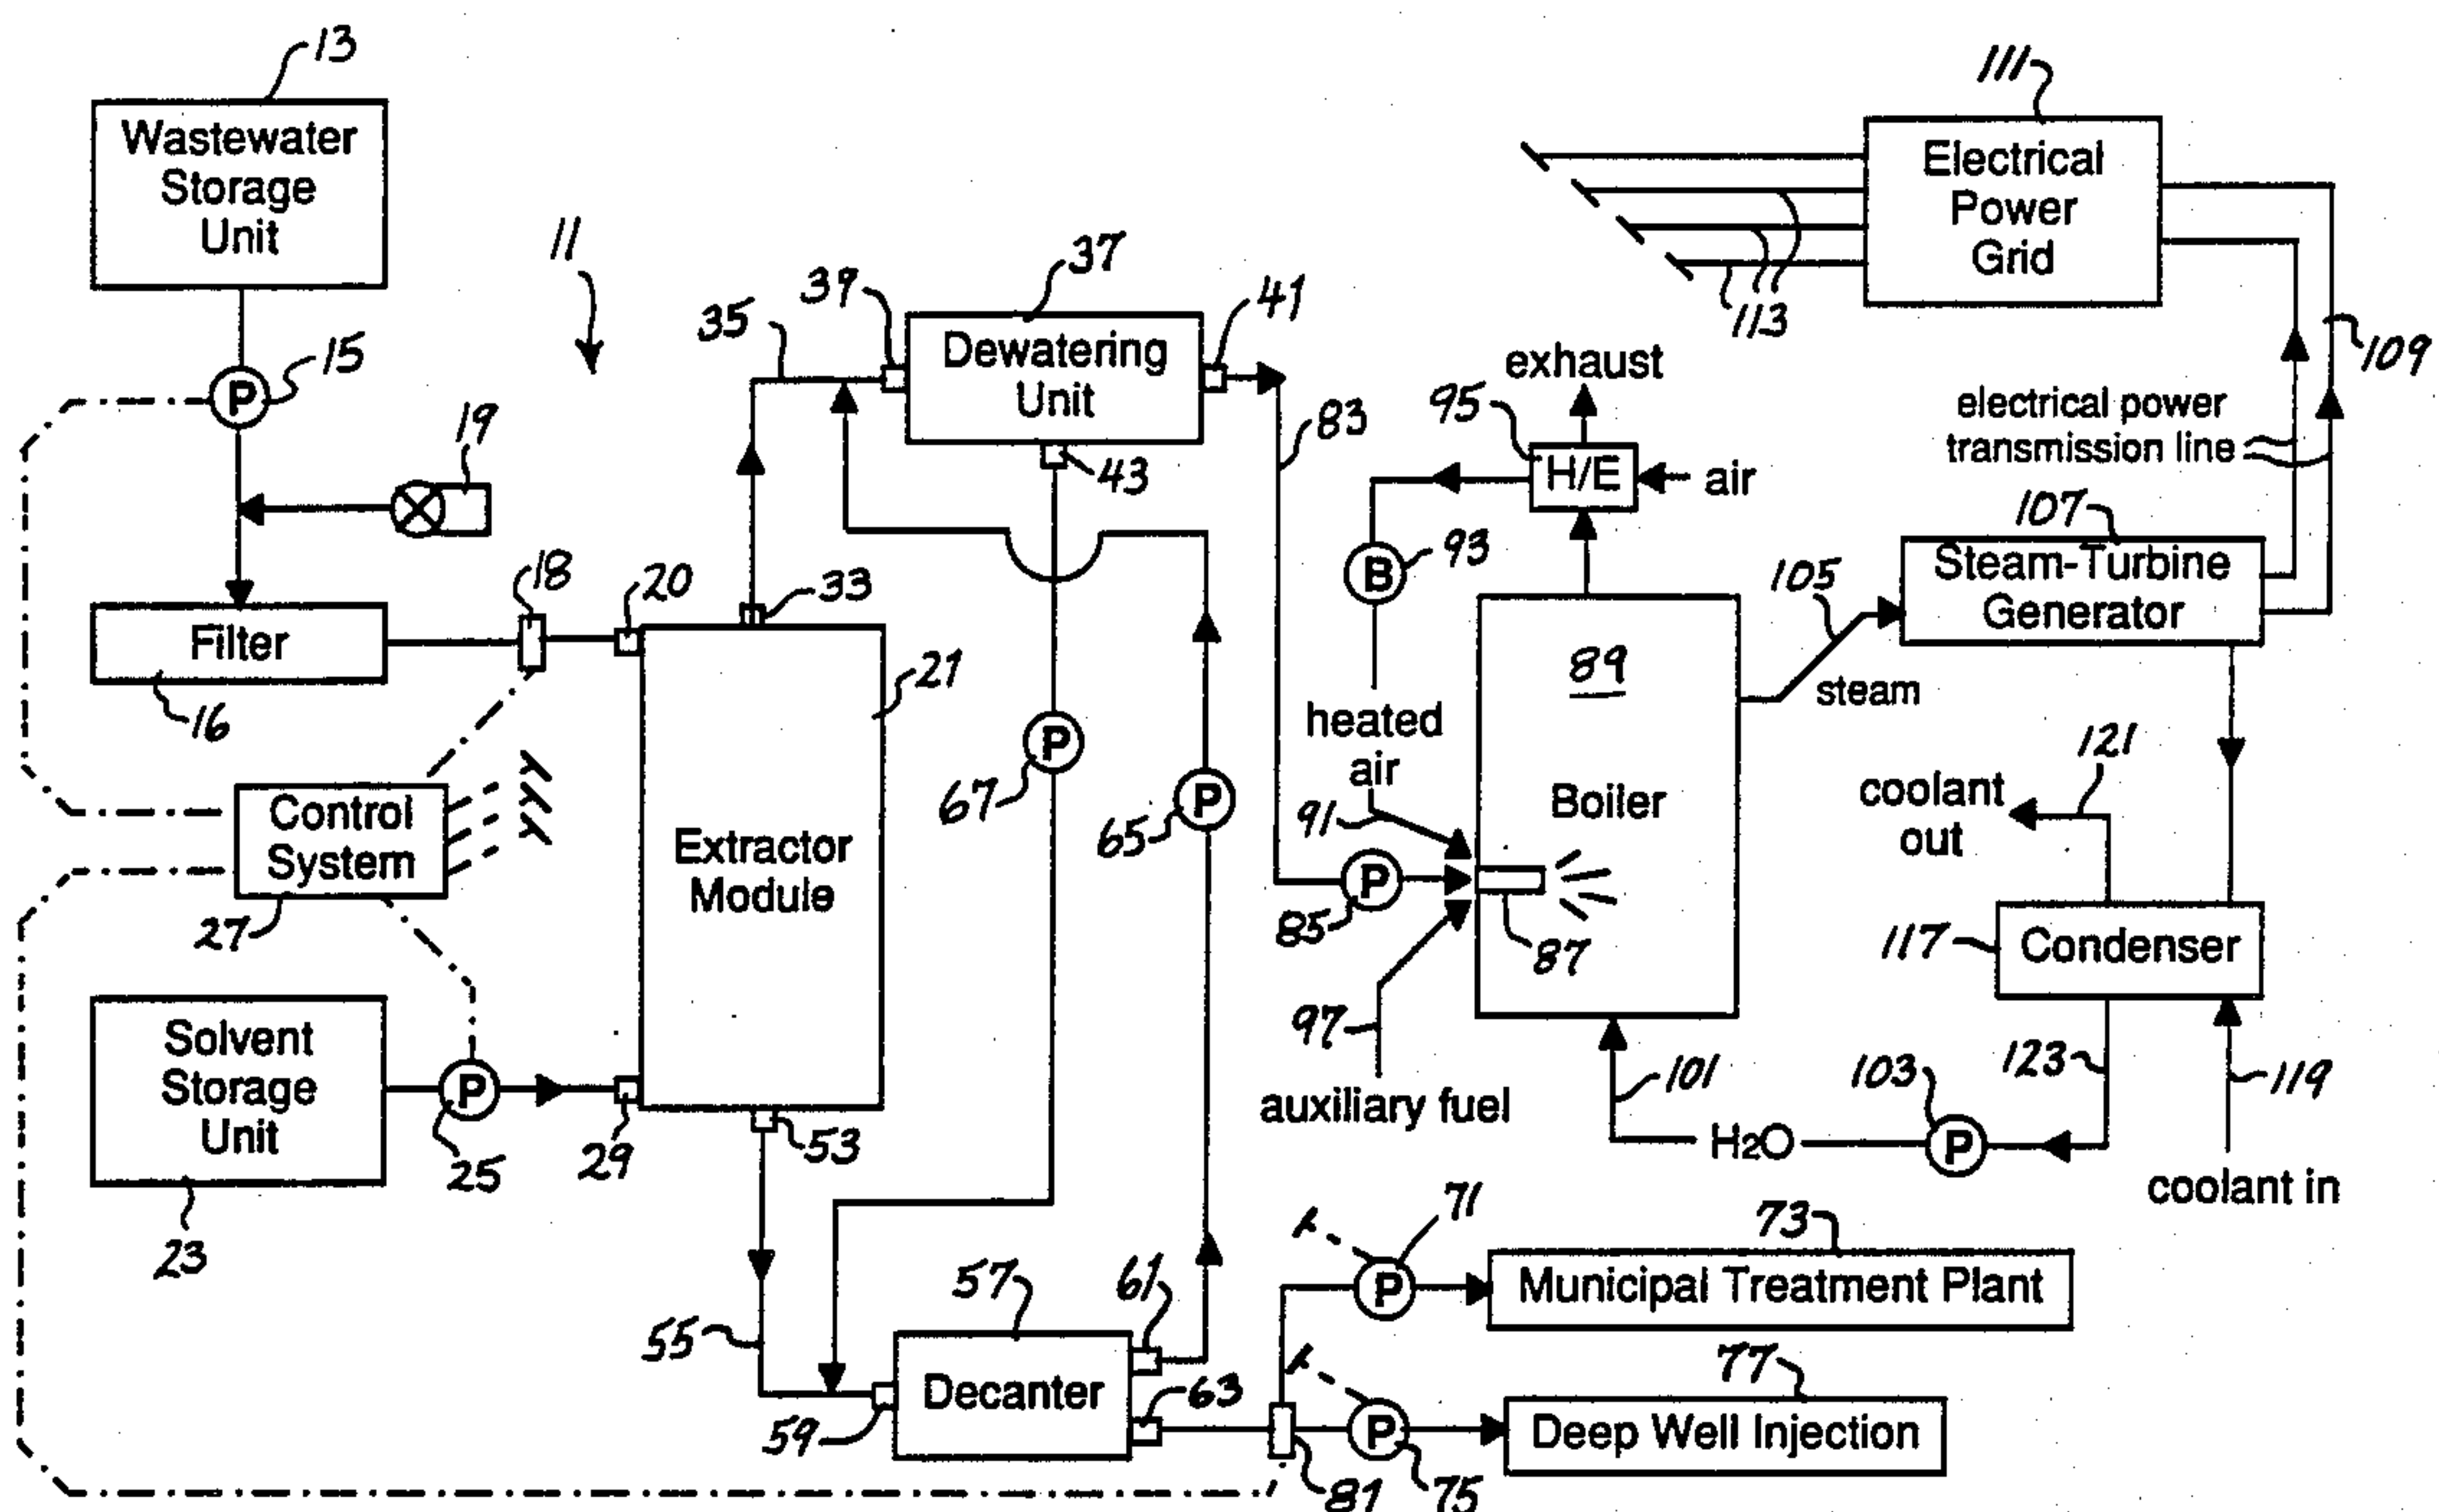 13
Wastewater
Storage
Unit
11
P
15
19
18
20
Filter
16
Control
System
27
Solvent
Storage
Unit
23
P
25
29
33
21
Extractor
Module
53
35
39
37
Dewatering
Unit
41
43
83
P
67
P
65
55
57
Decanter
59
61
63
81
P
71
73
Municipal Treatment Plant
P
75
77
Deep Well Injection
exhaust
95
H/E
air
B
93
heated
air
91
P
85
87
89
Boiler
97
auxiliary fuel
101
H2O
103
P
105
steam
107
Steam-Turbine
Generator
111
Electrical
Power
Grid
113
109
electrical power
transmission line
121
coolant
out
117
Condenser
123
119
coolant in